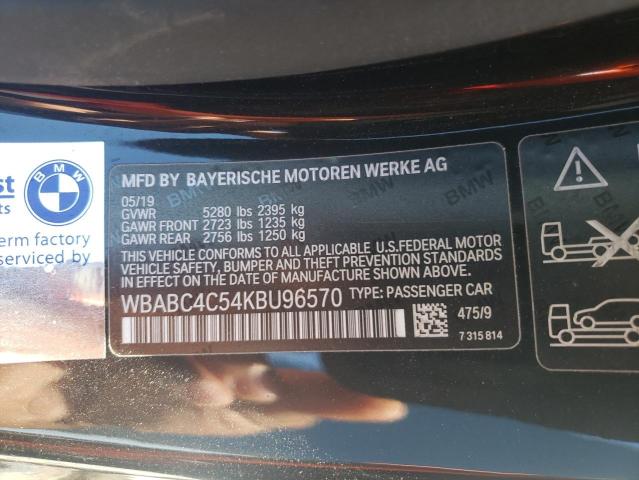 BMW
st
ts
erm factory
serviced by
MFD BY BAYERISCHE MOTOREN WERKE AG
05/19
GVWR 5280 lbs 2395 kg
GAWR FRONT 2723 lbs 1235 kg
GAWR REAR 2756 lbs 1250 kg
THIS VEHICLE CONFORMS TO ALL APPLICABLE U.S.FEDERAL MOTOR
VEHICLE SAFETY, BUMPER AND THEFT PREVENTION STANDARDS
IN EFFECT ON THE DATE OF MANUFACTURE SHOWN ABOVE.
WBABC4C54KBU96570 TYPE: PASSENGER CAR
475/9
7 315 814